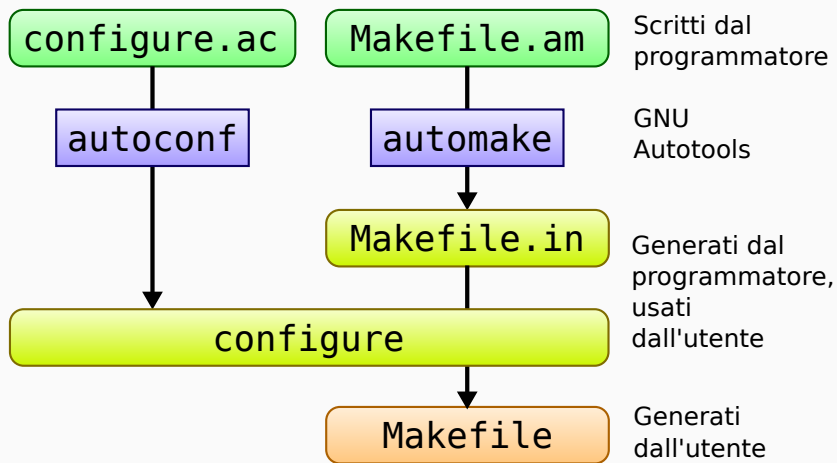 configure.ac
Makefile.am
Scritti dal
programmatore
autoconf
automake
GNU
Autotools
Makefile.in
Generati dal
programmatore,
usati
dall'utente
configure
Makefile
Generati
dall'utente